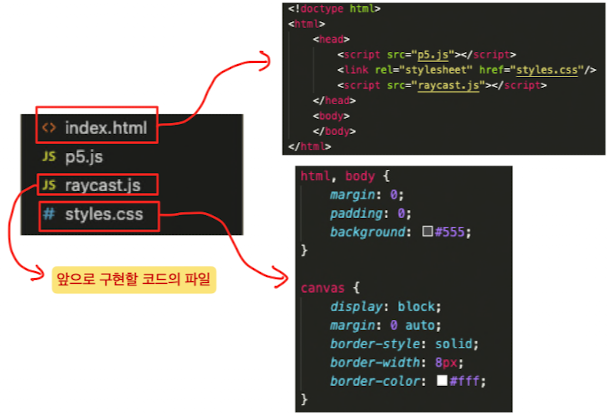 <> index.html
JS p5.js
JS raycast.js
# styles.css
앞으로 구현할 코드의 파일
<!doctype html>
<html>
    <head>
        <script src="p5.js"></script>
        <link rel="stylesheet" href="styles.css"/>
        <script src="raycast.js"></script>
    </head>
    <body>
    </body>
</html>
html, body {
    margin: 0;
    padding: 0;
    background: #555;
}
canvas {
    display: block;
    margin: 0 auto;
    border-style: solid;
    border-width: 8px;
    border-color: #fff;
}